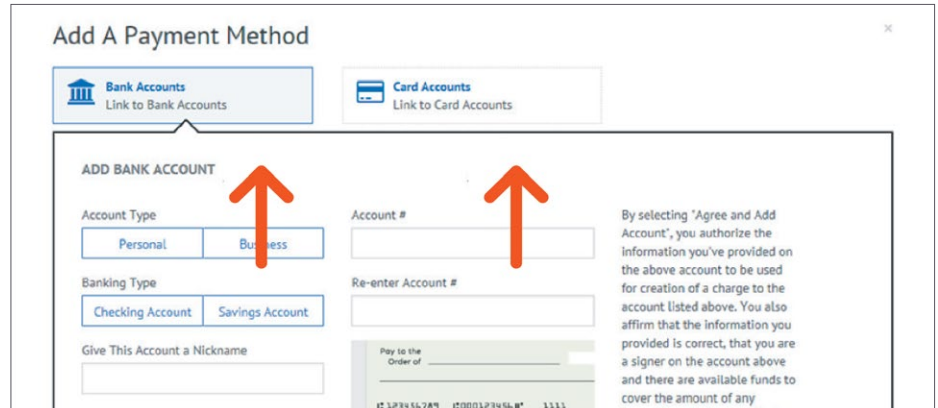 Add A Payment Method
×
Bank Accounts
Link to Bank Accounts
Card Accounts
Link to Card Accounts
ADD BANK ACCOUNT
Account Type
Personal
Business
Banking Type
Checking Account
Savings Account
Give This Account a Nickname
Account #
Re-enter Account #
Pay to the
Order of
⑆123456789 ⑆000123456⑈ 1111
By selecting "Agree and Add
Account", you authorize the
information you've provided on
the above account to be used
for creation of a charge to the
account listed above. You also
affirm that the information you
provided is correct, that you are
a signer on the account above
and there are available funds to
cover the amount of any